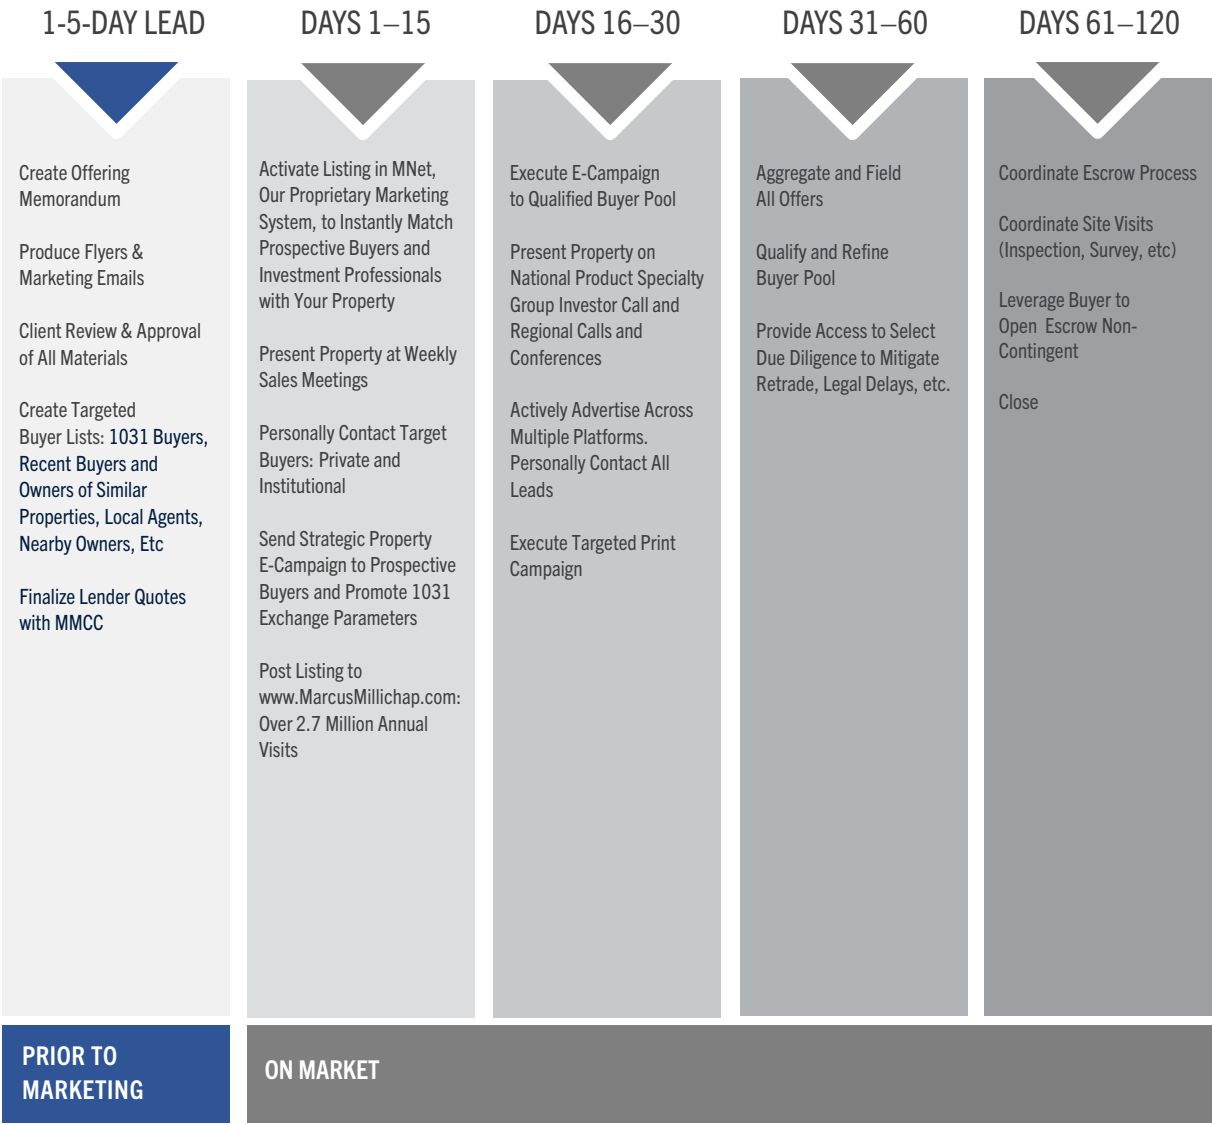 1-5-DAY LEAD
DAYS 1–15
DAYS 16–30
DAYS 31–60
DAYS 61–120
Create Offering
Memorandum
Produce Flyers &
Marketing Emails
Client Review & Approval
of All Materials
Create Targeted
Buyer Lists: 1031 Buyers,
Recent Buyers and
Owners of Similar
Properties, Local Agents,
Nearby Owners, Etc
Finalize Lender Quotes
with MMCC
Activate Listing in MNet,
Our Proprietary Marketing
System, to Instantly Match
Prospective Buyers and
Investment Professionals
with Your Property
Present Property at Weekly
Sales Meetings
Personally Contact Target
Buyers: Private and
Institutional
Send Strategic Property
E-Campaign to Prospective
Buyers and Promote 1031
Exchange Parameters
Post Listing to
www.MarcusMillichap.com:
Over 2.7 Million Annual
Visits
Execute E-Campaign
to Qualified Buyer Pool
Present Property on
National Product Specialty
Group Investor Call and
Regional Calls and
Conferences
Actively Advertise Across
Multiple Platforms.
Personally Contact All
Leads
Execute Targeted Print
Campaign
Aggregate and Field
All Offers
Qualify and Refine
Buyer Pool
Provide Access to Select
Due Diligence to Mitigate
Retrade, Legal Delays, etc.
Coordinate Escrow Process
Coordinate Site Visits
(Inspection, Survey, etc)
Leverage Buyer to
Open  Escrow Non-
Contingent
Close
PRIOR TO
MARKETING
ON MARKET